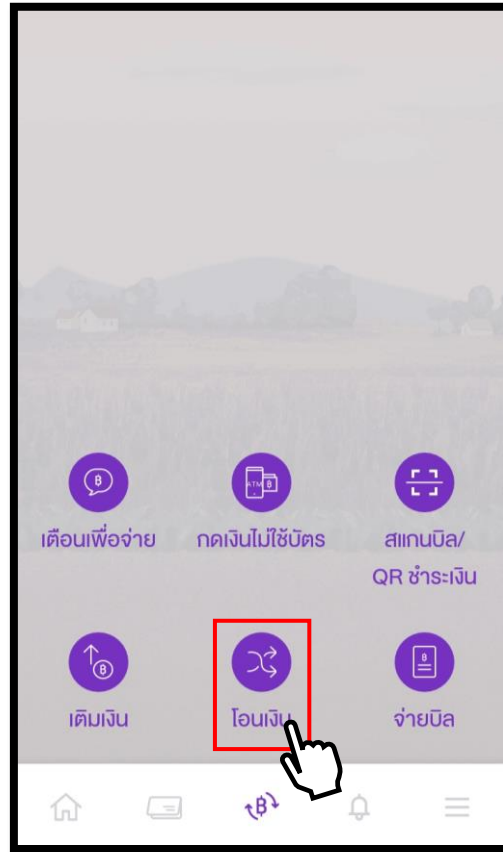 เตือนเพื่อจ่าย
กดเงินไม่ใช้บัตร
สแกนบิล/
QR ชำระเงิน
เติมเงิน
โอนเงิน
จ่ายบิล